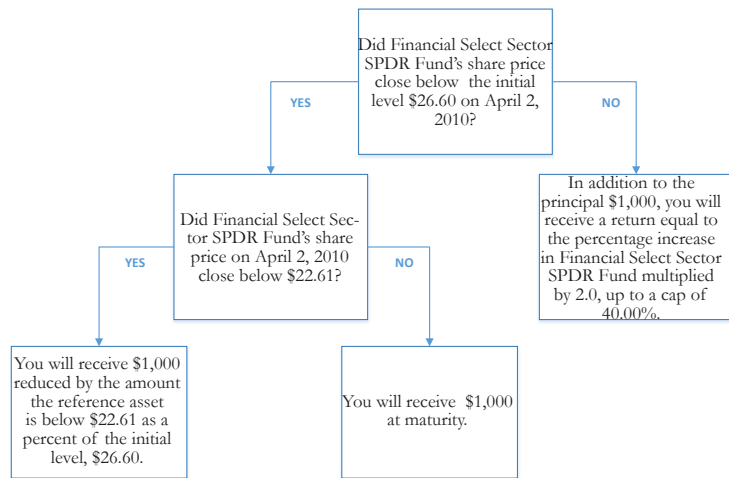 Did Financial Select Sector
SPDR Fund's share price
close below the initial
level $26.60 on April 2,
2010?
YES
NO
Did Financial Select Sec-
tor SPDR Fund's share
price on April 2, 2010
close below $22.61?
In addition to the
principal $1,000, you will
receive a return equal to
the percentage increase
in Financial Select Sector
SPDR Fund multiplied
by 2.0, up to a cap of
40.00%.
YES
NO
You will receive $1,000
reduced by the amount
the reference asset
is below $22.61 as a
percent of the initial
level, $26.60.
You will receive $1,000
at maturity.